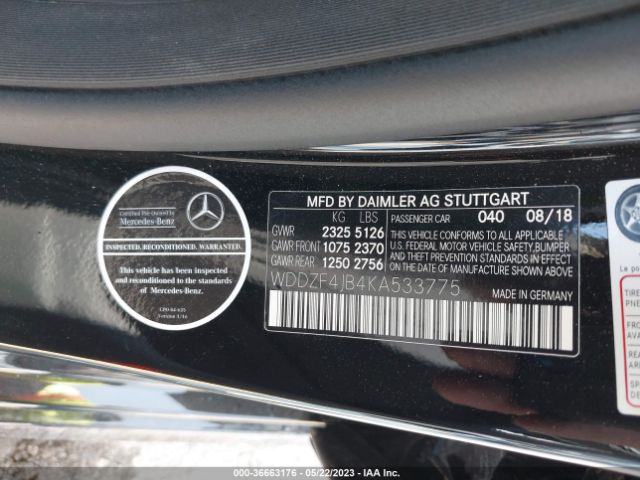 Certified Pre-Owned by
Mercedes-Benz
INSPECTED. RECONDITIONED. WARRANTED.
This vehicle has been inspected
and reconditioned to the standards
of Mercedes-Benz.
MFD BY DAIMLER AG STUTTGART
KG LBS
PASSENGER CAR 040 08/18
GVWR 2325 5126
GAWR FRONT 1075 2370
GAWR REAR 1250 2756
THIS VEHICLE CONFORMS TO ALL APPLICABLE
U.S. FEDERAL MOTOR VEHICLE SAFETY, BUMPER
AND THEFT PREVENTION STANDARDS IN EFFECT
ON THE DATE OF MANUFACTURE SHOWN ABOVE.
WDDZF4JB4KA533775
MADE IN GERMANY
TIRE
COLD
000-36663176 - 05/22/2023 - IAA Inc.